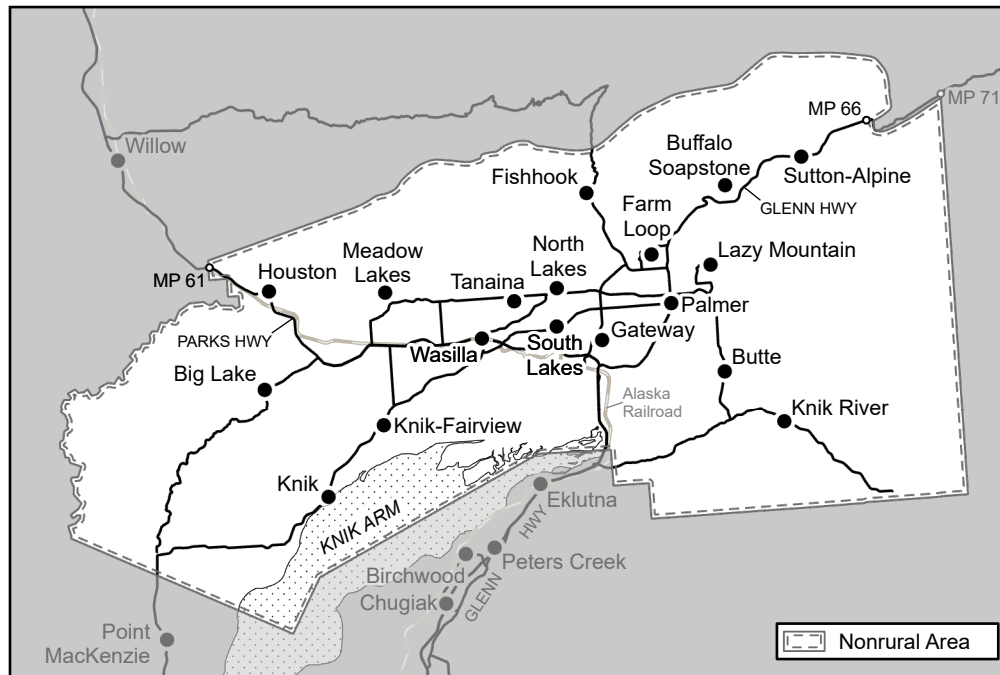 MP 71
MP 66
Willow
Buffalo
Soapstone
Sutton-Alpine
Fishhook
GLENN HWY
Farm
Loop
North
Lakes
Lazy Mountain
Meadow
Lakes
MP 61
Houston
Tanaina
Palmer
PARKS HWY
Gateway
South
Lakes
Wasilla
Butte
Big Lake
Alaska
Railroad
Knik River
Knik-Fairview
Knik
Eklutna
KNIK ARM
GLENN HWY
Peters Creek
Birchwood
Chugiak
Point
MacKenzie
Nonrural Area